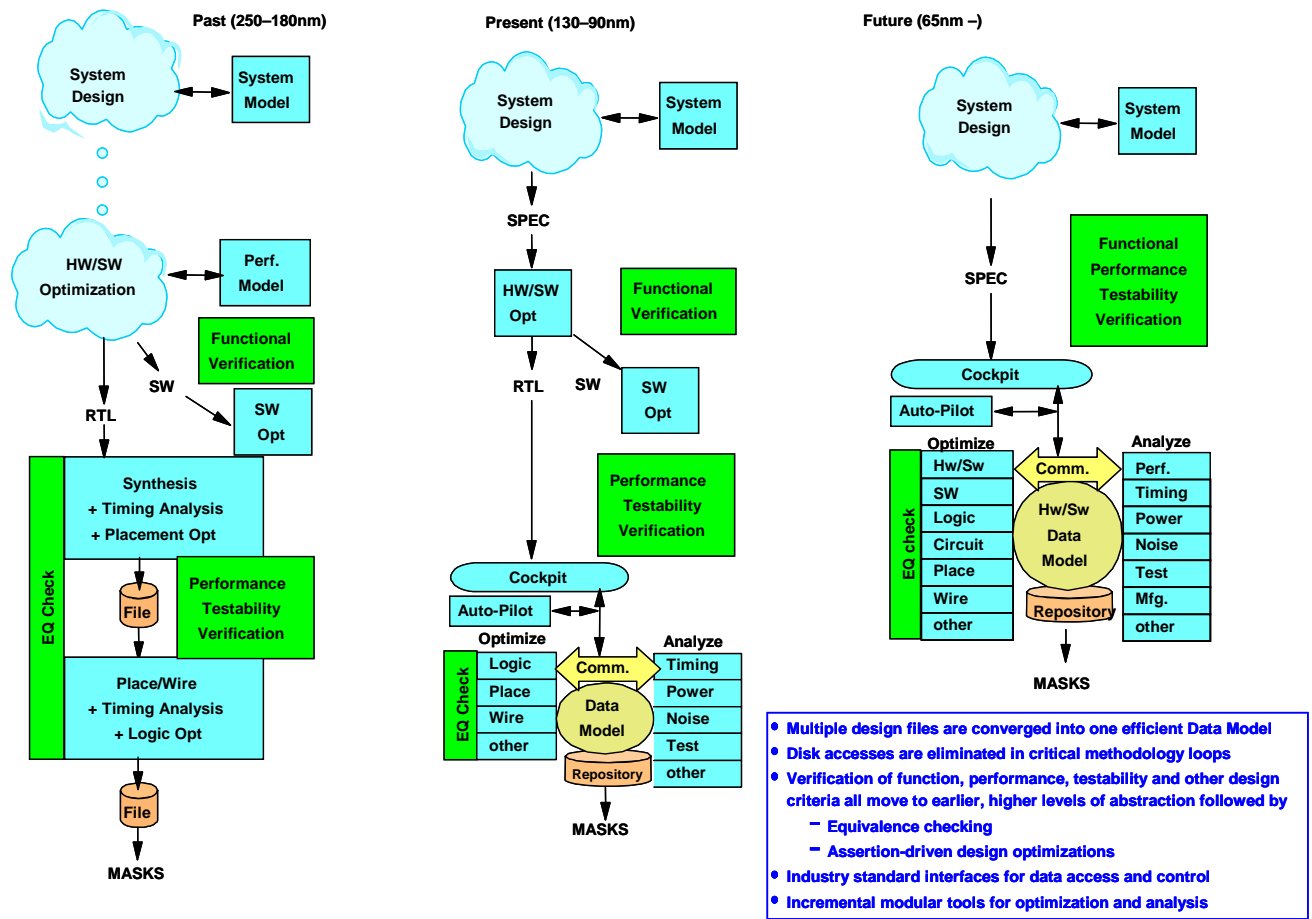 Past (250–180nm)
System
Design
System
Model
HW/SW
Optimization
Perf.
Model
Functional
Verification
SW
RTL
SW
Opt
EQ Check
Synthesis
+ Timing Analysis
+ Placement Opt
File
Performance
Testability
Verification
Place/Wire
+ Timing Analysis
+ Logic Opt
File
MASKS
Present (130–90nm)
System
Design
System
Model
SPEC
HW/SW
Opt
Functional
Verification
RTL
SW
SW
Opt
Performance
Testability
Verification
Cockpit
Auto-Pilot
Optimize
Analyze
EQ Check
Logic
Place
Wire
other
Comm.
Data
Model
Repository
Timing
Power
Noise
Test
other
MASKS
Future (65nm –)
System
Design
System
Model
SPEC
Functional
Performance
Testability
Verification
Cockpit
Auto-Pilot
Optimize
Analyze
EQ check
Hw/Sw
SW
Logic
Circuit
Place
Wire
other
Comm.
Hw/Sw
Data
Model
Repository
Perf.
Timing
Power
Noise
Test
Mfg.
other
MASKS
• Multiple design files are converged into one efficient Data Model
• Disk accesses are eliminated in critical methodology loops
• Verification of function, performance, testability and other design
criteria all move to earlier, higher levels of abstraction followed by
– Equivalence checking
– Assertion-driven design optimizations
• Industry standard interfaces for data access and control
• Incremental modular tools for optimization and analysis